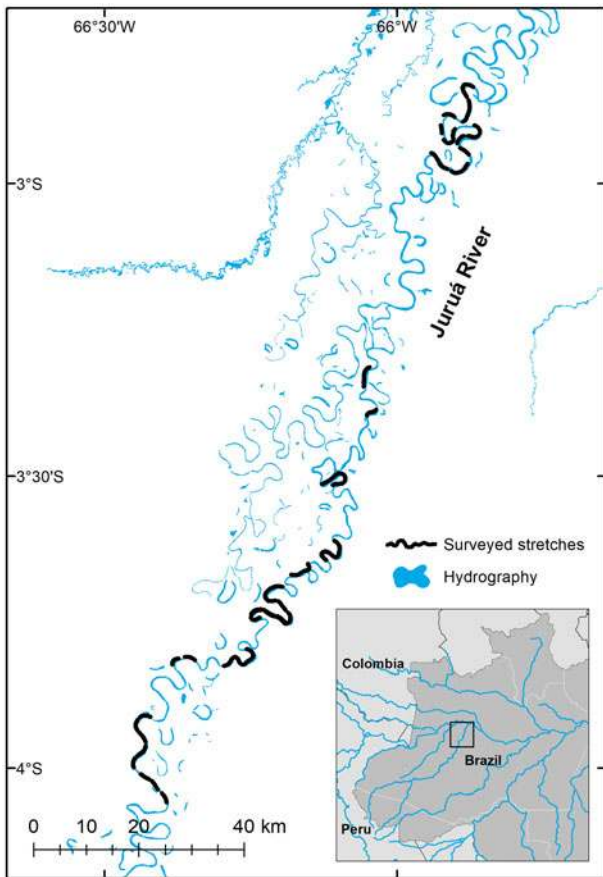 66°30'W
66°W
3°S
Juruá River
3°30'S
Surveyed stretches
Hydrography
Colombia
Brazil
4°S
Peru
0 10 20 40 km